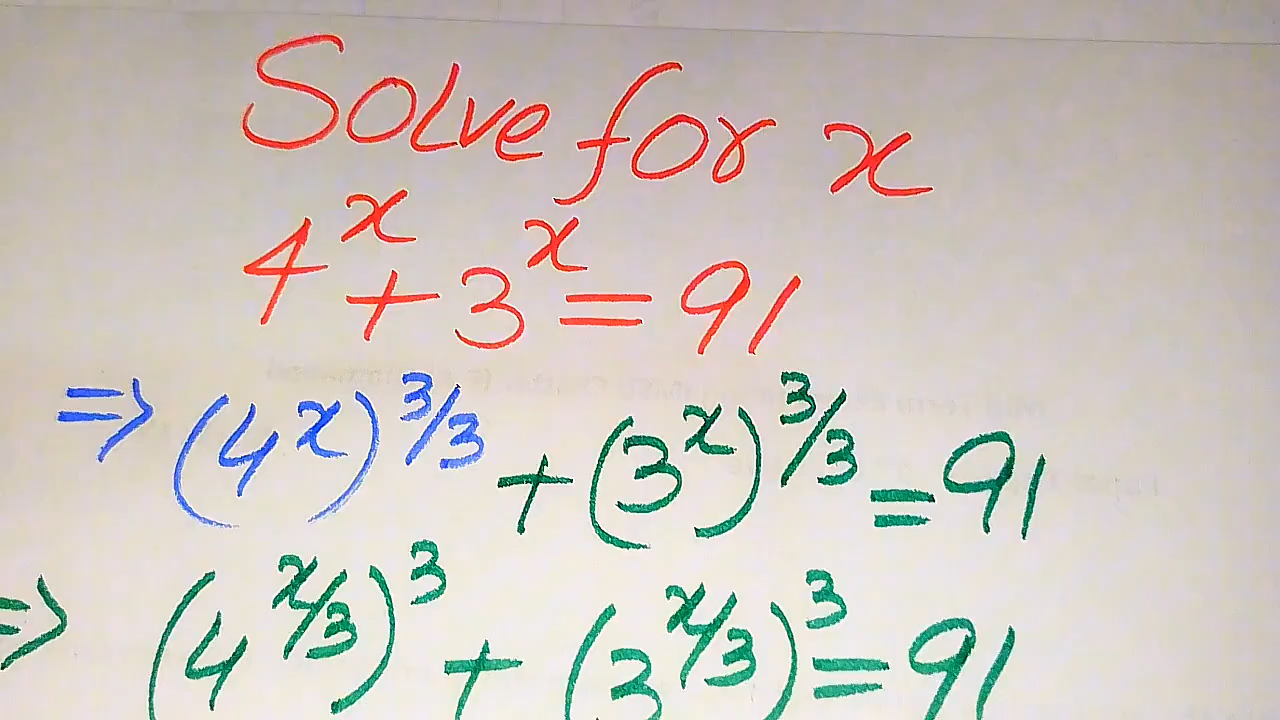 Solve for x
4^x + 3^x = 91
=> (4^x)^3/3 + (3^x)^3/3 = 91
=> (4^x/3)^3 + (3^x/3)^3 = 91